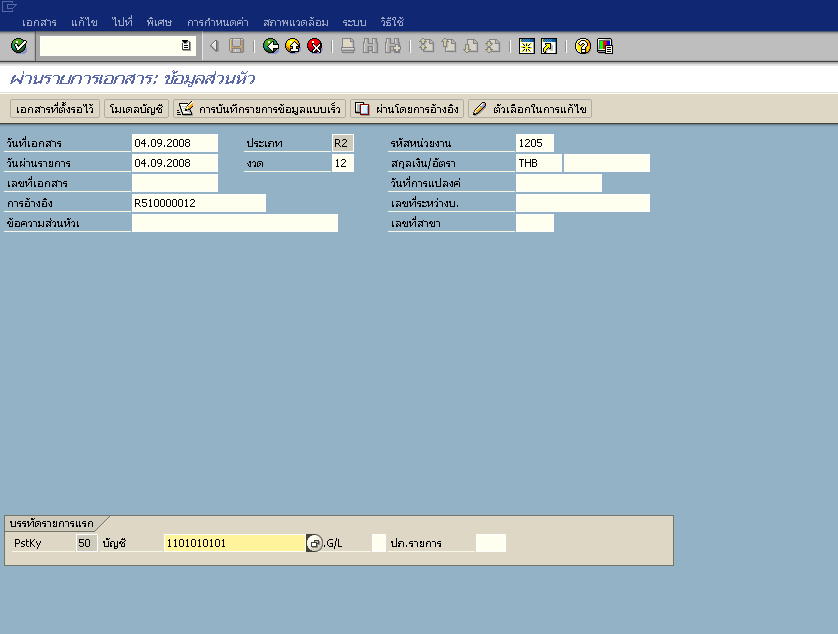 เอกสาร แก้ไข ไปที่ พิเศษ การกำหนดค่า สภาพแวดล้อม ระบบ วิธีใช้
ผ่านรายการเอกสาร: ข้อมูลส่วนหัว
เอกสารที่ตั้งรอไว้ โมเดลบัญชี การบันทึกรายการข้อมูลแบบเร็ว ผ่านโดยการอ้างอิง ตัวเลือกในการแก้ไข
วันที่เอกสาร 04.09.2008 ประเภท R2 รหัสหน่วยงาน 1205
วันผ่านรายการ 04.09.2008 งวด 12 สกุลเงิน/อัตรา THB
เลขที่เอกสาร วันที่การแปลงค่
การอ้างอิง R510000012 เลขที่ระหว่างบ.
ข้อความส่วนหัวเ เลขที่สาขา
บรรทัดรายการแรก
PstKy 50 บัญชี 1101010101 .G/L ปภ.รายการ